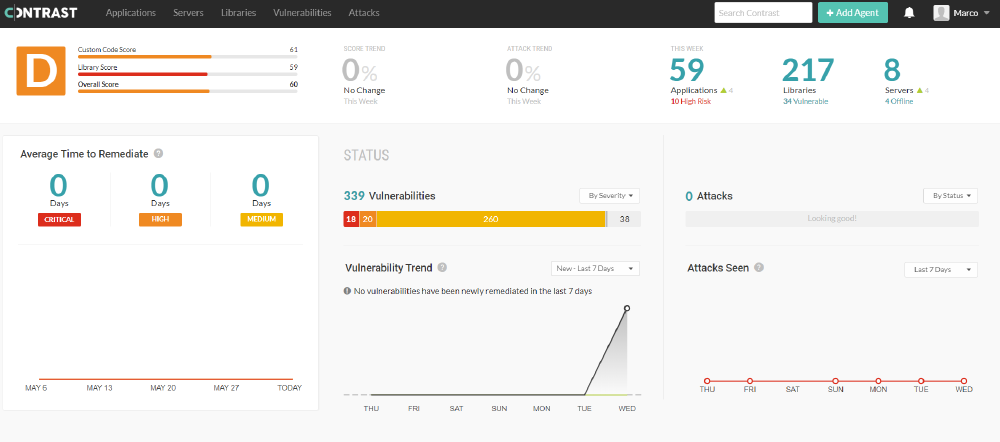 CONTRAST Applications Servers Libraries Vulnerabilities Attacks Search Contrast + Add Agent Marco
D
Custom Code Score 61
Library Score 59
Overall Score 60
SCORE TREND
0%
No Change
This Week
ATTACK TREND
0%
No Change
This Week
THIS WEEK
59
Applications 4
10 High Risk
217
Libraries
34 Vulnerable
8
Servers 4
4 Offline
Average Time to Remediate ?
0 0 0
Days Days Days
CRITICAL HIGH MEDIUM
MAY 6 MAY 13 MAY 20 MAY 27 TODAY
STATUS
339 Vulnerabilities By Severity
18 20 260 38
Vulnerability Trend ? New - Last 7 Days
! No vulnerabilities have been newly remediated in the last 7 days
THU FRI SAT SUN MON TUE WED
0 Attacks By Status
Looking good!
Attacks Seen ? Last 7 Days
THU FRI SAT SUN MON TUE WED